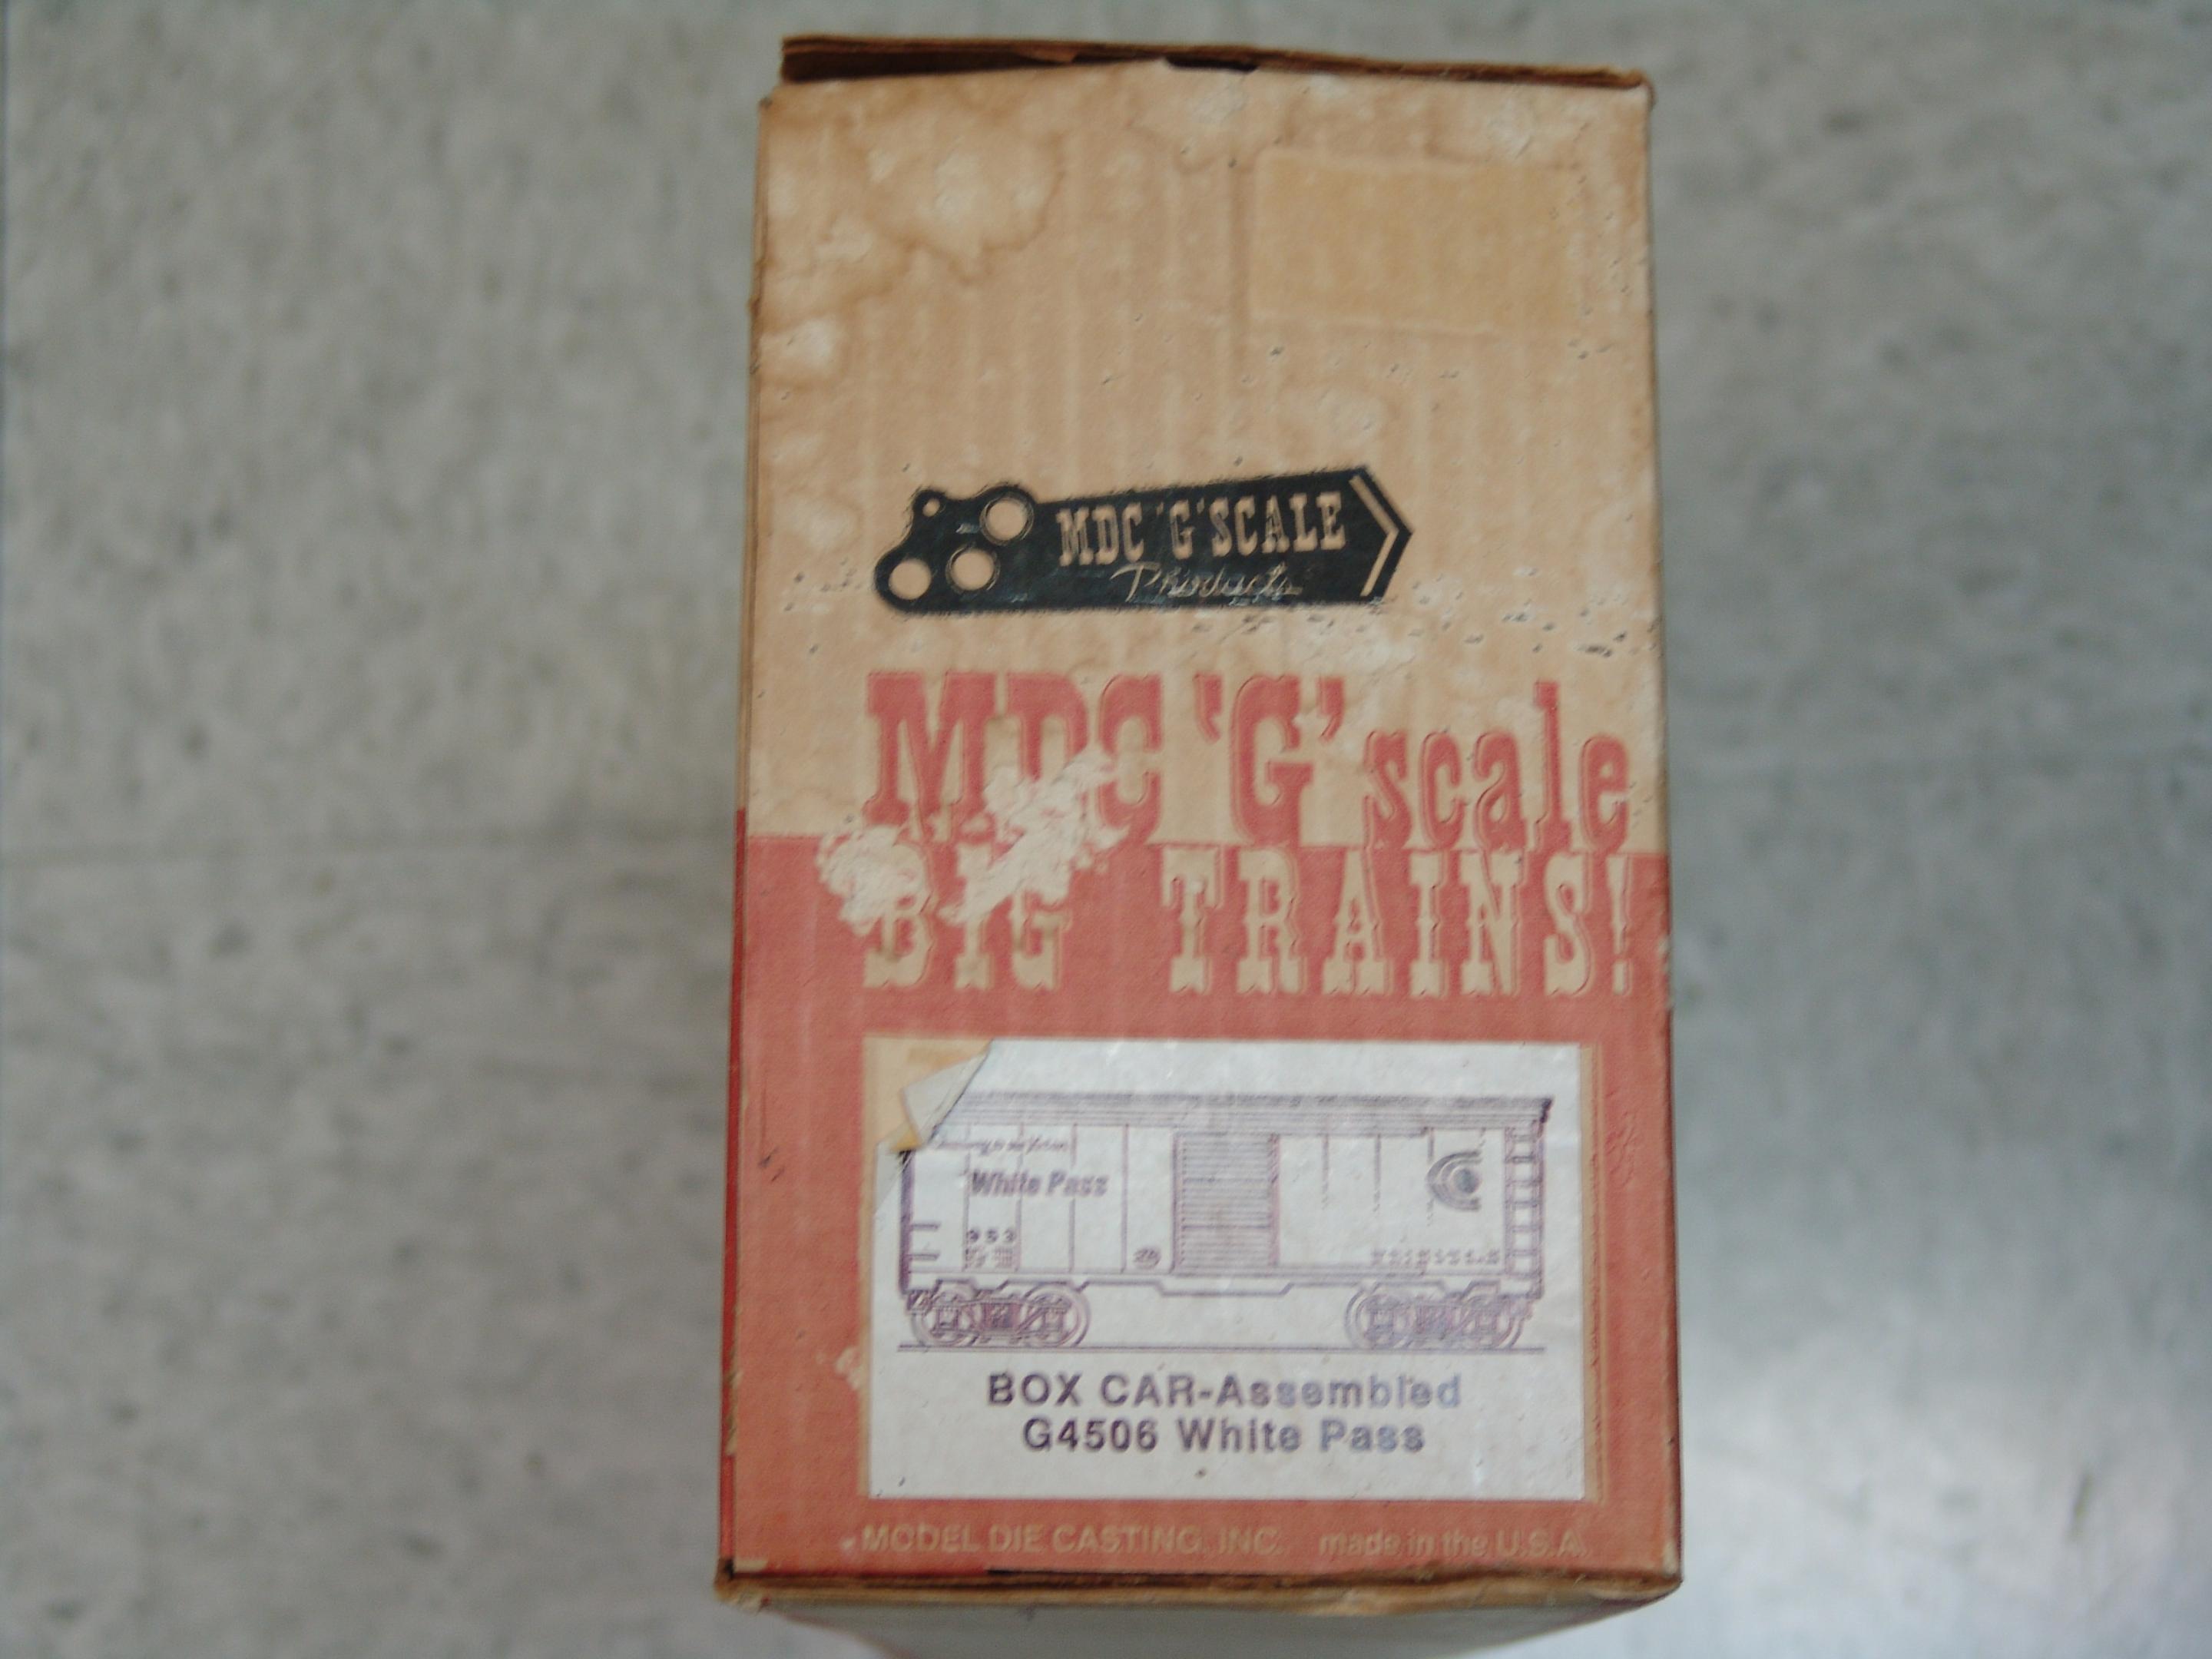 MDC 'G' SCALE
Products
MDC 'G' scale
BIG TRAINS!
White Pass
953
BOX CAR-Assembled
G4506 White Pass
MODEL DIE CASTING, INC. made in the U.S.A.